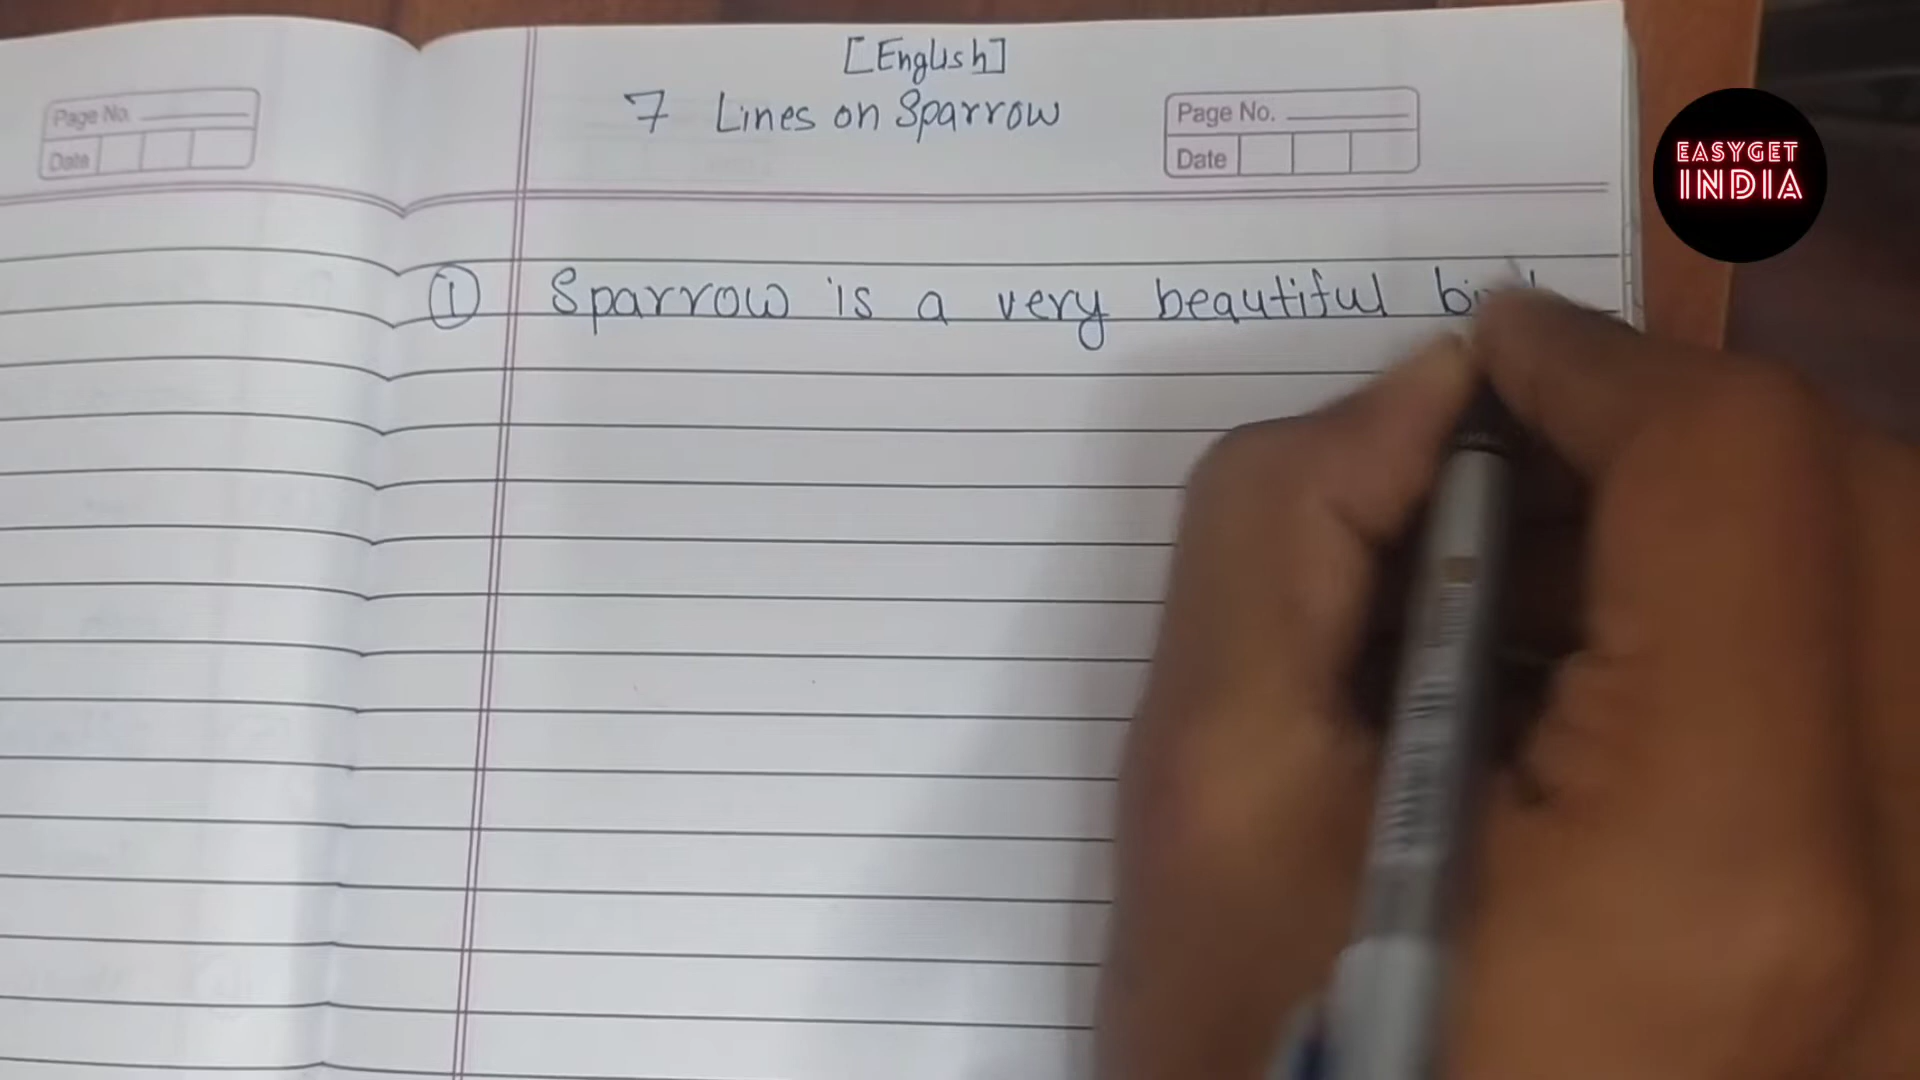 [English]
7 Lines on Sparrow
Page No.
Date
Page No.
Date
EASYGET
INDIA
① Sparrow is a very beautiful